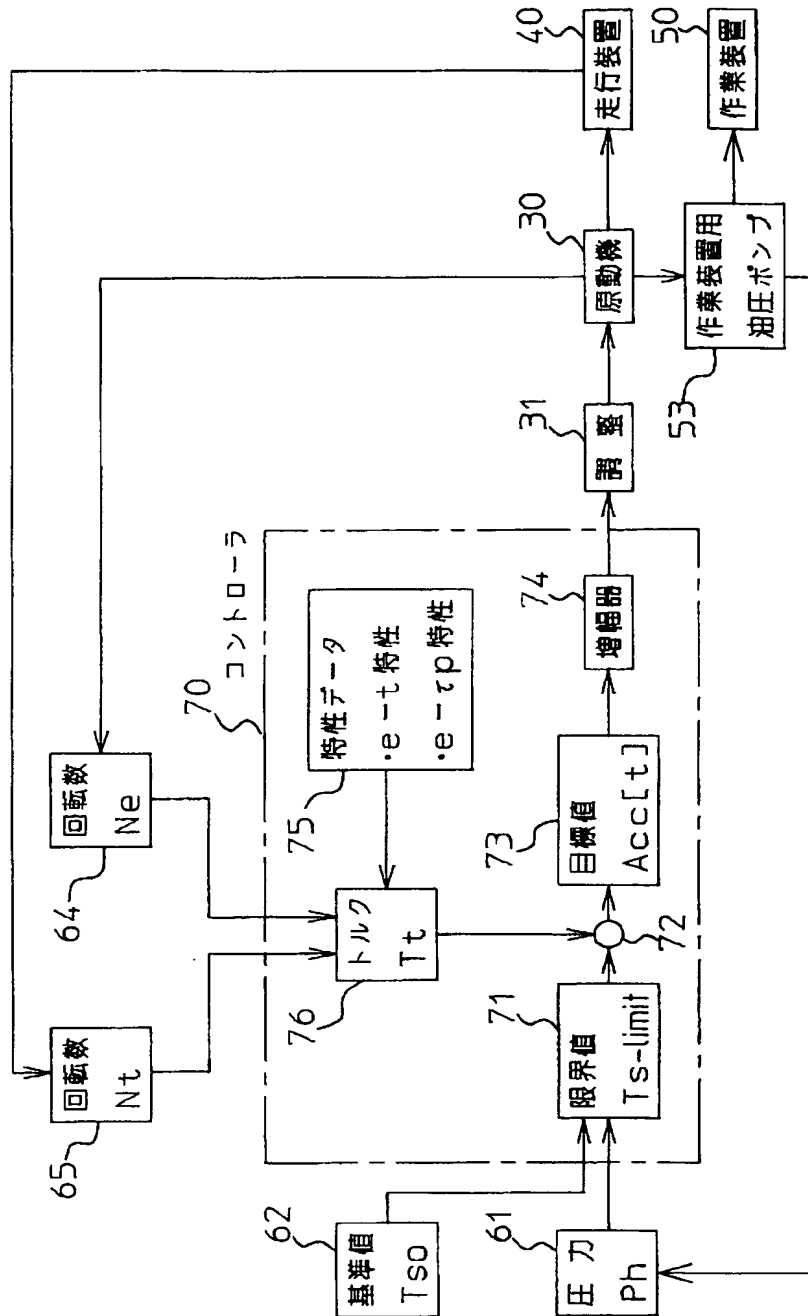 65
回転数
Nt
64
回転数
Ne
70
コントローラ
75
特性データ
・e－t特性
・e－τp特性
トルク
Tt
76
62
基準値
Tso
61
圧力
Ph
71
限界値
Ts-limit
72
73
目標値
Acc[t]
74
増幅器
31
調整
30
原動機
40
走行装置
53
作業装置用
油圧ポンプ
50
作業装置